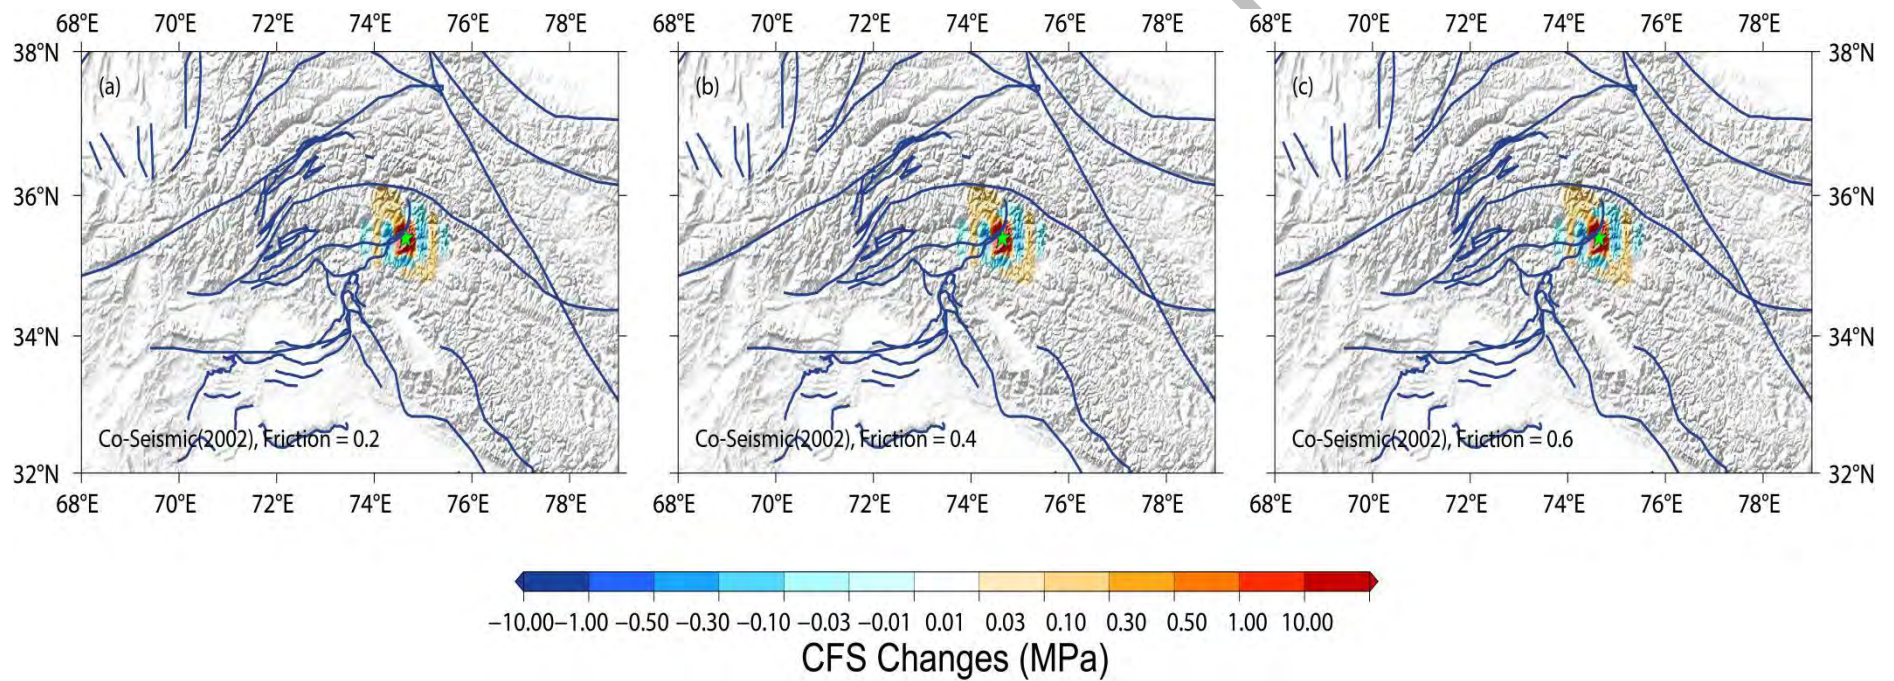 68°E 70°E 72°E 74°E 76°E 78°E 68°E 70°E 72°E 74°E 76°E 78°E 68°E 70°E 72°E 74°E 76°E 78°E
38°N 38°N
(a) (b) (c)
36°N 36°N
34°N 34°N
Co-Seismic(2002), Friction = 0.2 Co-Seismic(2002), Friction = 0.4 Co-Seismic(2002), Friction = 0.6
32°N 32°N
68°E 70°E 72°E 74°E 76°E 78°E 68°E 70°E 72°E 74°E 76°E 78°E 68°E 70°E 72°E 74°E 76°E 78°E
−10.00−1.00 −0.50 −0.30 −0.10 −0.03 −0.01 0.01 0.03 0.10 0.30 0.50 1.00 10.00
CFS Changes (MPa)